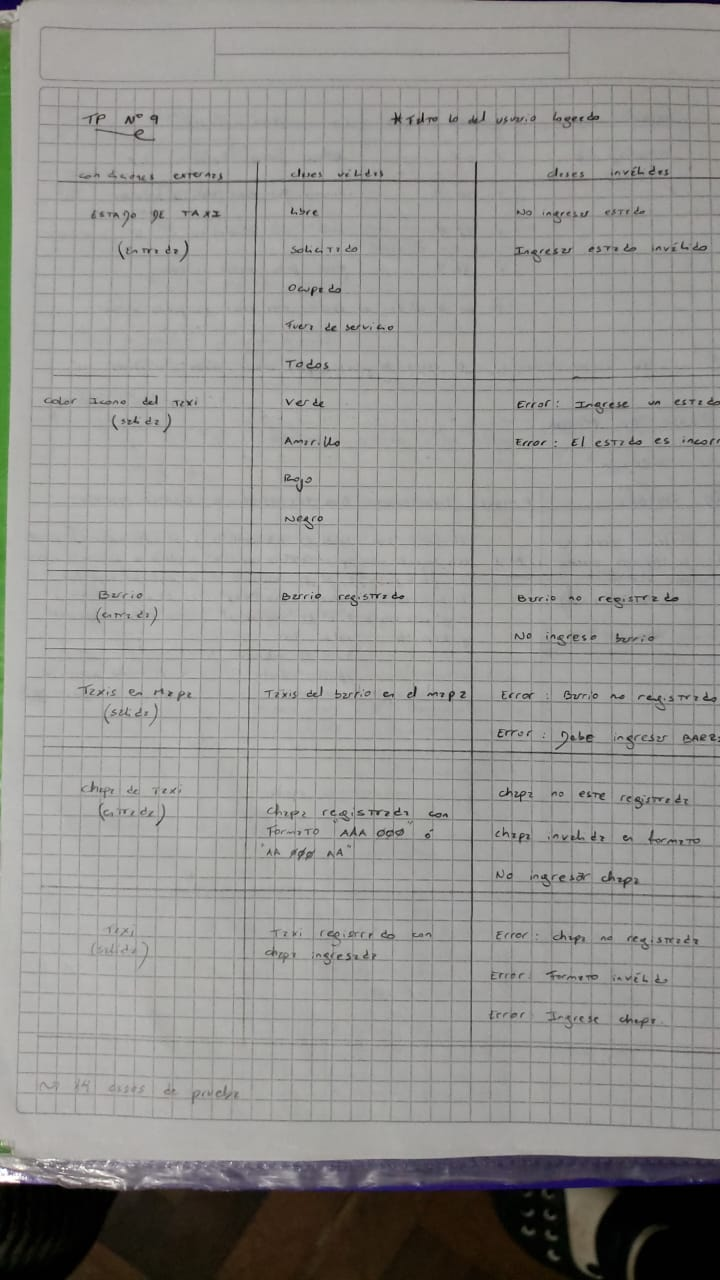 TP Nº 9
*Todo lo del usuario logeado
condiciones externas clases válidas clases inválidas
ESTADO DE TAXI Libre No ingresar estado
(Entrada) Solicitado Ingresar estado inválido
Ocupado
Fuera de servicio
Todos
Color Icono del Taxi Verde Error: Ingrese un estado
(salida) Amarillo Error: El estado es incorr
Rojo
Negro
Barrio Barrio registrado Barrio no registrado
(entrada)
No ingreso barrio
Taxis en Mapa Taxis del barrio en el mapa Error: Barrio no registrado
(salida)
Error: Debe ingresar BARR
Chapa de Taxi chapa no este registrada
(entrada) Chapa registrada con
Formato "AAA 000" ó chapa invalida en formato
"AA 000 AA"
No ingresar chapa
Taxi Taxi registrado con Error: chapa no registrada
(salida) chapa ingresada
Error: Formato inválido
Error Ingrese chapa.
14 casos de prueba